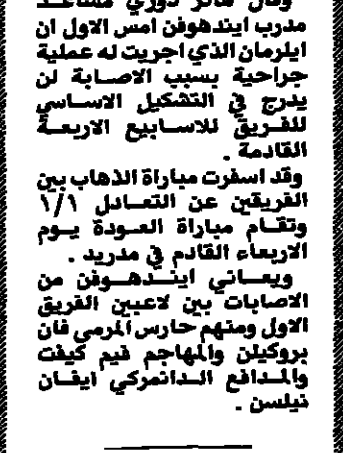 وقال هانز دوري مساعد
مدرب ايندهوفن امس الاول ان
ايلرمان الذي اجريت له عملية
جراحية بسبب الاصابة لن
يدرج في التشكيل الاساسي
للفريق للاسابيع الاربعة
القادمة .
وقد اسفرت مباراة الذهاب بين
الفريقين عن التعادل ١/١
وتقام مباراة العودة يوم
الاربعاء القادم في مدريد .
ويعاني ايندهوفن من
الاصابات بين لاعبين الفريق
الاول ومنهم حارس المرمى فان
بروكيلن والمهاجم فيم كيفت
والمدافع الدانمركي ايفان
نيلسن .